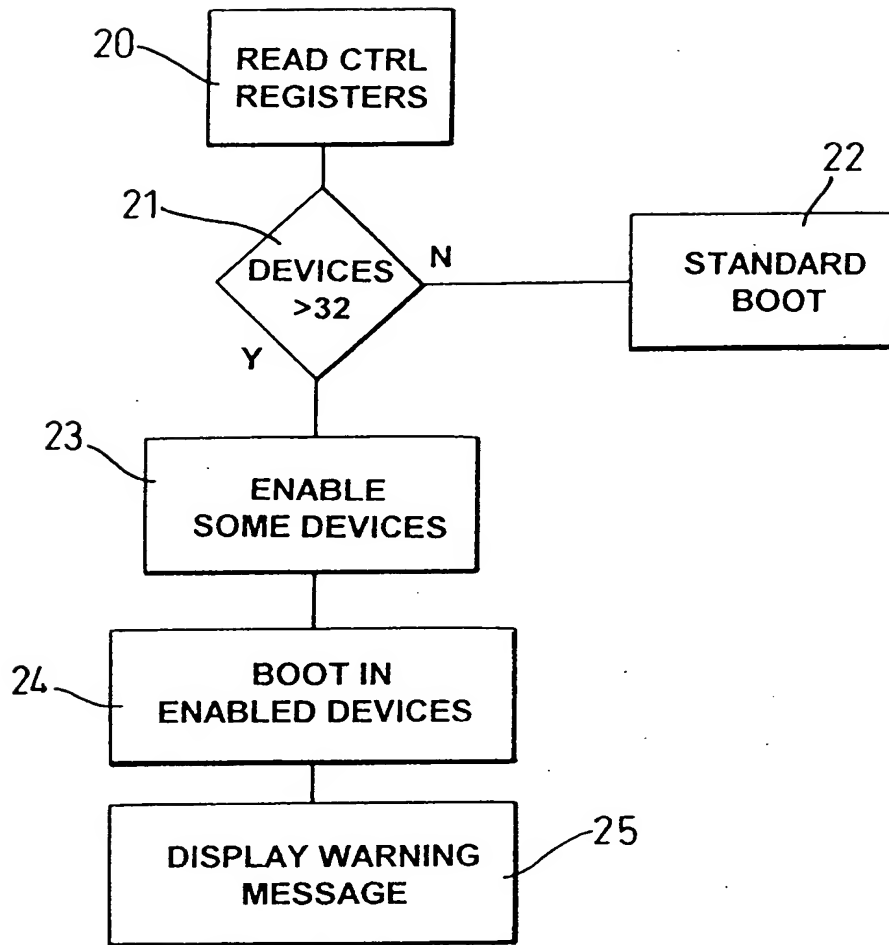 20
READ CTRL
REGISTERS
21
DEVICES
>32
N
Y
22
STANDARD
BOOT
23
ENABLE
SOME DEVICES
24
BOOT IN
ENABLED DEVICES
DISPLAY WARNING
MESSAGE
25